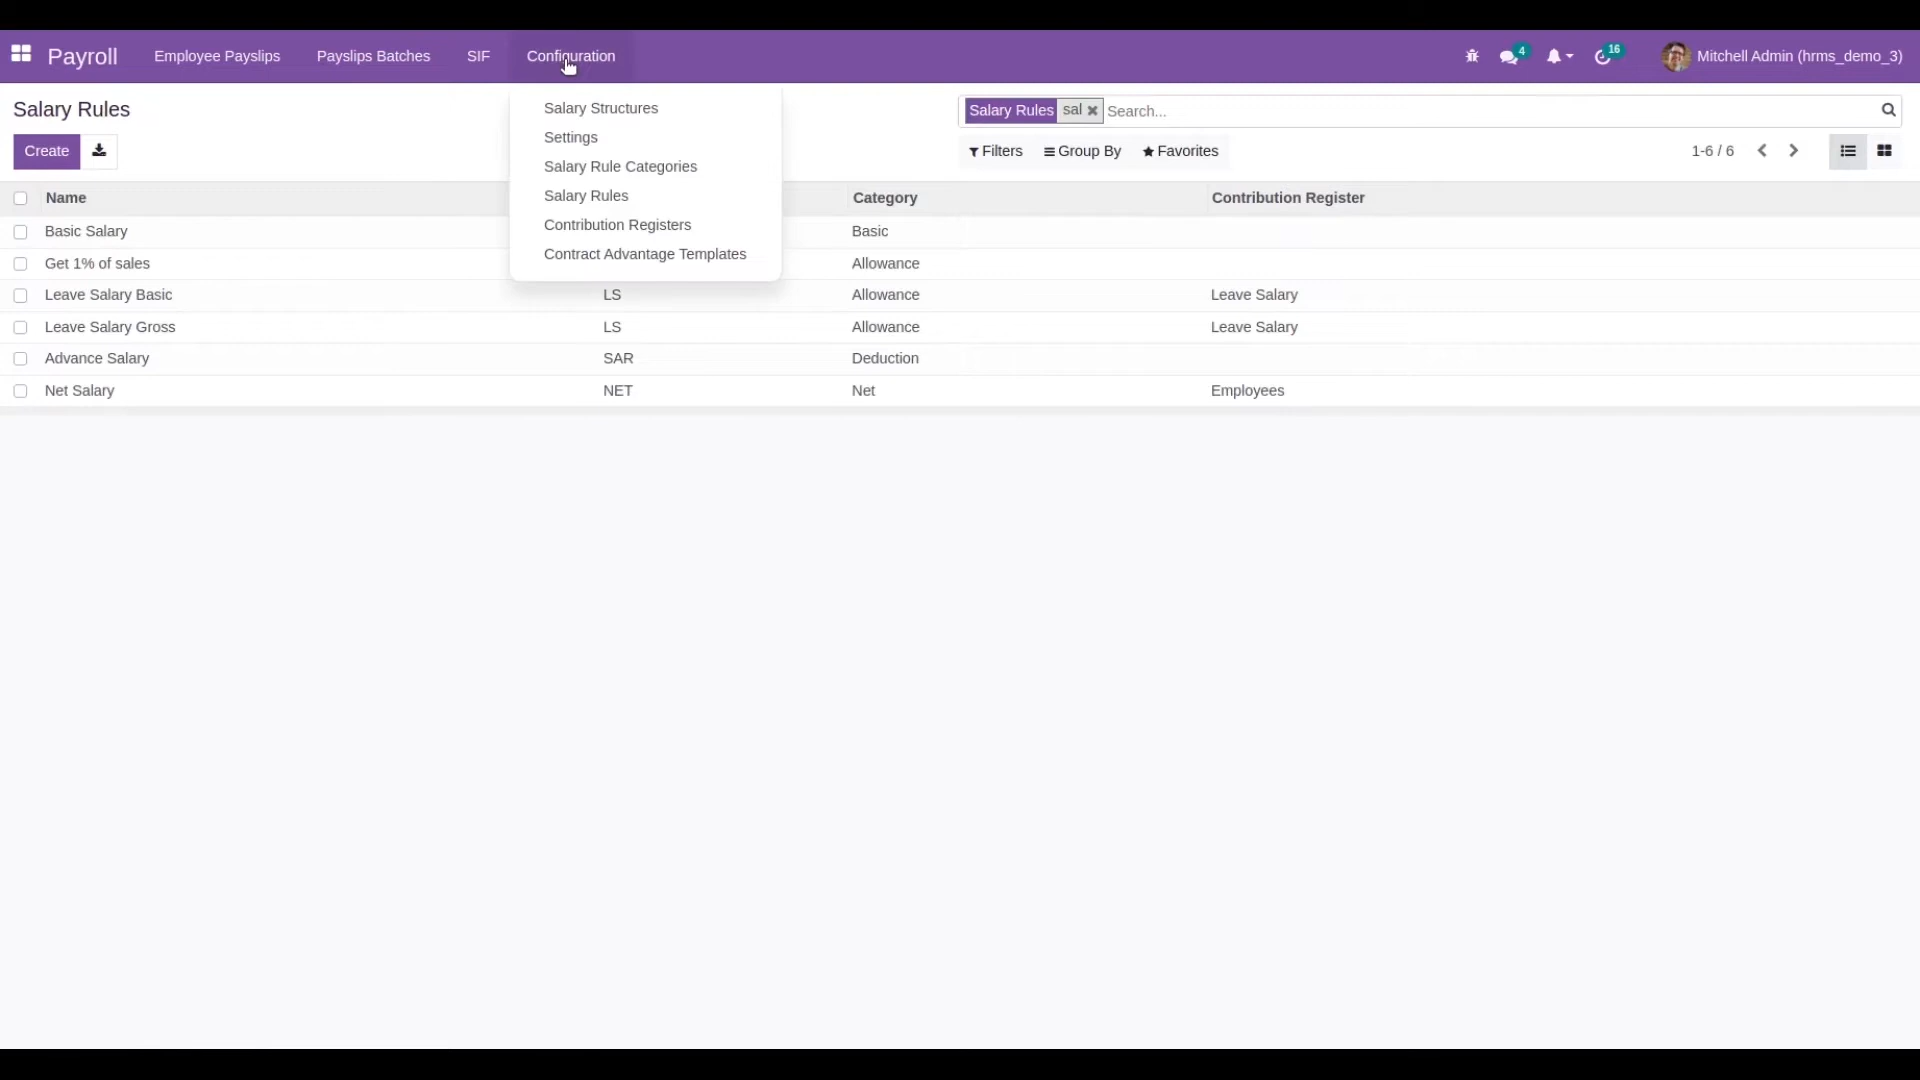 Payroll Employee Payslips Payslips Batches SIF Configuration 4 16 Mitchell Admin (hrms_demo_3)
Salary Rules
Salary Rules sal Search...
Create
Filters Group By Favorites 1-6 / 6
Salary Structures
Settings
Salary Rule Categories
Salary Rules
Contribution Registers
Contract Advantage Templates
Name Category Contribution Register
Basic Salary Basic
Get 1% of sales Allowance
Leave Salary Basic LS Allowance Leave Salary
Leave Salary Gross LS Allowance Leave Salary
Advance Salary SAR Deduction
Net Salary NET Net Employees